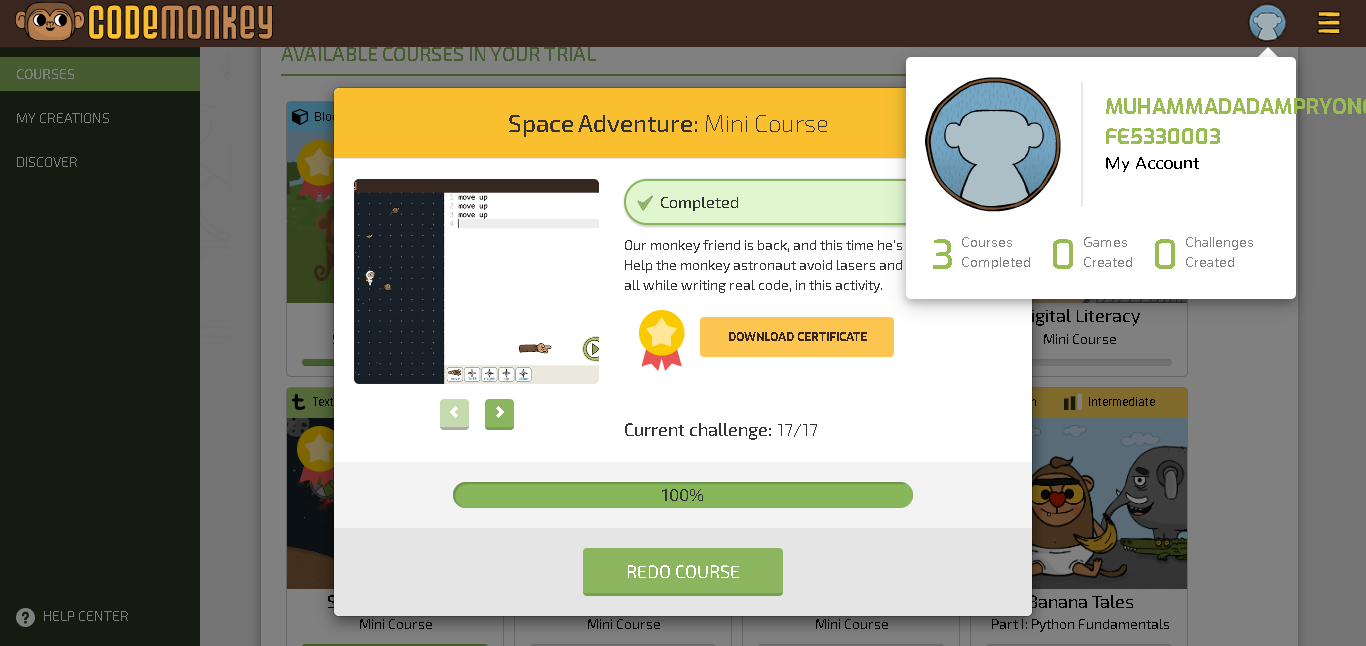 CODEMONKEY
AVAILABLE COURSES IN YOUR TRIAL
COURSES
MY CREATIONS
DISCOVER
HELP CENTER
Space Adventure: Mini Course
1 move up
2 move up
3 move up
4
Completed
Our monkey friend is back, and this time he's
Help the monkey astronaut avoid lasers and
all while writing real code, in this activity.
DOWNLOAD CERTIFICATE
Current challenge: 17/17
100%
REDO COURSE
MUHAMMADADAMPRYONO
FE5330003
My Account
3 Courses Completed
0 Games Created
0 Challenges Created
igital Literacy
Mini Course
Text
Intermediate
Mini Course
Mini Course
Mini Course
Banana Tales
Part I: Python Fundamentals